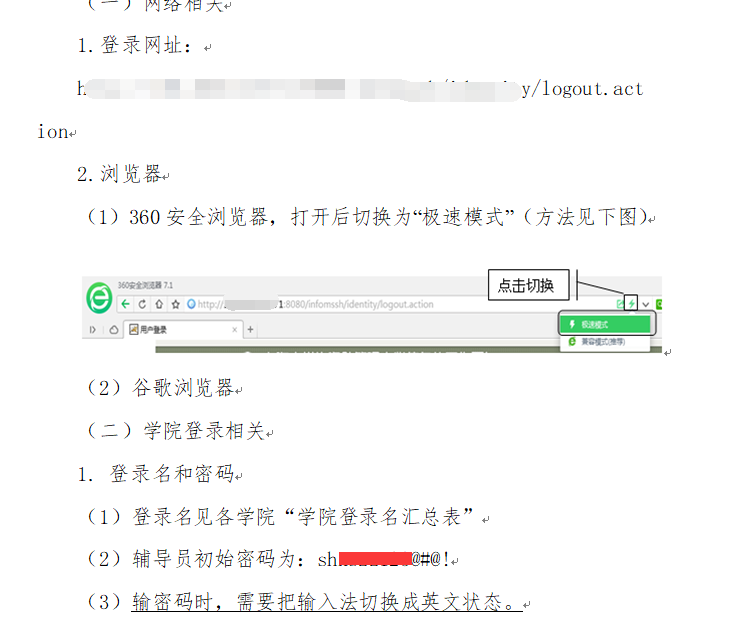 （一）网络相关
1.登录网址：
h y/logout.act
ion
2.浏览器
（1）360 安全浏览器，打开后切换为“极速模式”（方法见下图）
点击切换
360安全浏览器 7.1
http:// 1:8080/infomssh/identity/logout.action
用户登录
极速模式
兼容模式(推荐)
（2）谷歌浏览器
（二）学院登录相关
1. 登录名和密码
（1）登录名见各学院“学院登录名汇总表”
（2）辅导员初始密码为：sh @#@!
（3）输密码时，需要把输入法切换成英文状态。